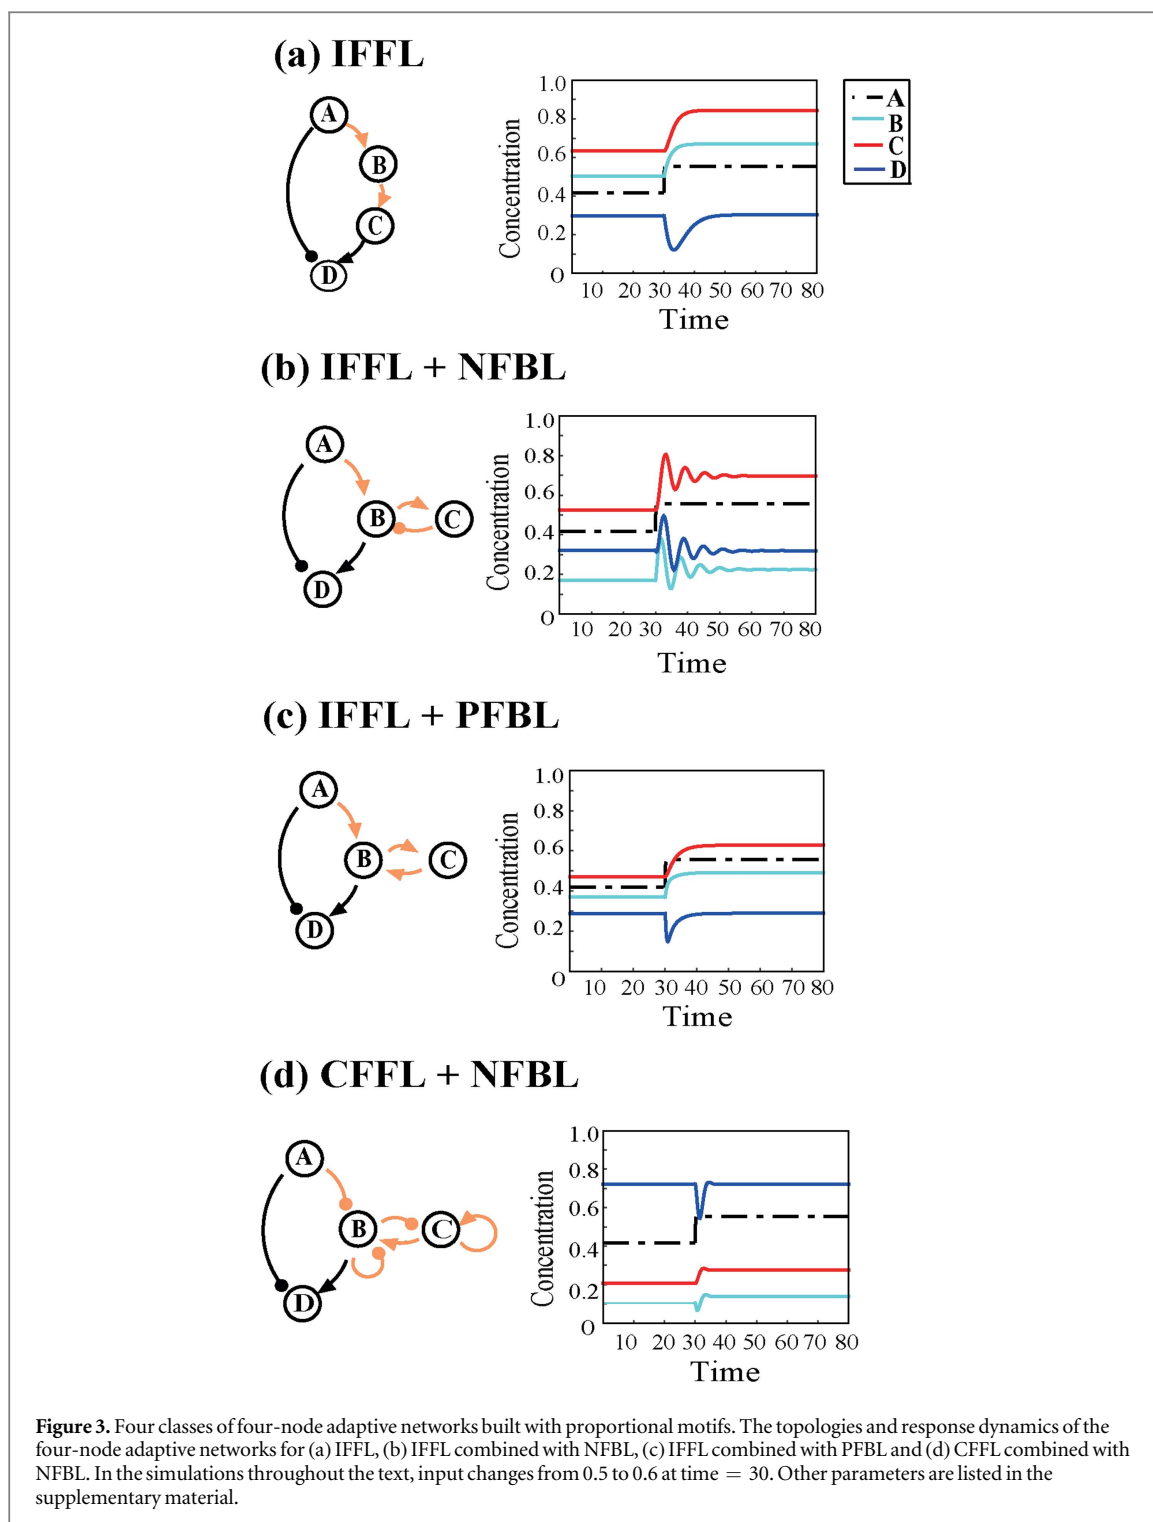 (a) IFFL
A
B
C
D
Concentration
1.0
0.8
0.6
0.4
0.2
O
10 20 30 40 50 60 70 80
Time
A
B
C
D
(b) IFFL + NFBL
A
B
C
D
Concentration
1.0
0.8
0.6
0.4
0.2
O
10 20 30 40 50 60 70 80
Time
(c) IFFL + PFBL
A
B
C
D
Concentration
1.0
0.8
0.6
0.4
0.2
O
10 20 30 40 50 60 70 80
Time
(d) CFFL + NFBL
A
B
C
D
Concentration
1.0
0.8
0.6
0.4
0.2
O
10 20 30 40 50 60 70 80
Time
Figure 3. Four classes of four-node adaptive networks built with proportional motifs. The topologies and response dynamics of the
four-node adaptive networks for (a) IFFL, (b) IFFL combined with NFBL, (c) IFFL combined with PFBL and (d) CFFL combined with
NFBL. In the simulations throughout the text, input changes from 0.5 to 0.6 at time = 30. Other parameters are listed in the
supplementary material.